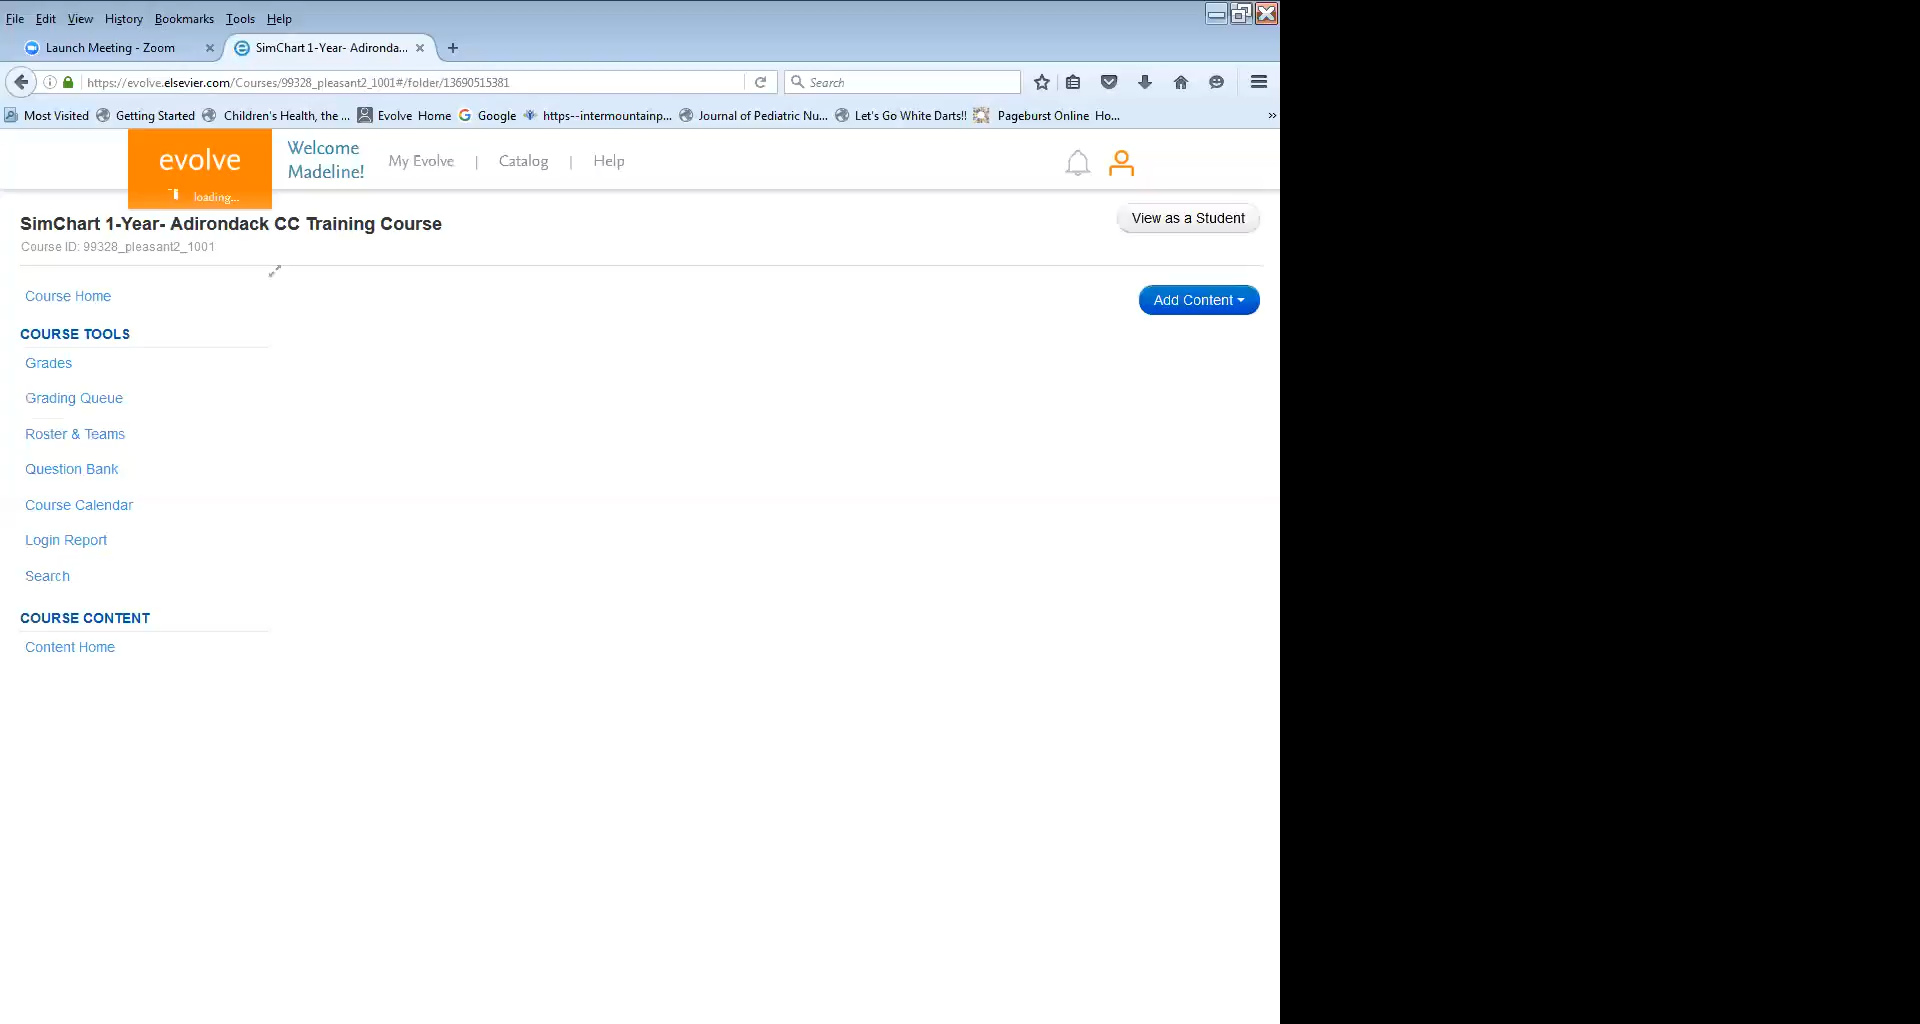 File Edit View History Bookmarks Tools Help
Launch Meeting - Zoom SimChart 1-Year- Adironda...
https://evolve.elsevier.com/Courses/99328_pleasant2_1001#/folder/13690515381 Search
Most Visited Getting Started Children's Health, the ... Evolve Home Google https--intermountainp... Journal of Pediatric Nu... Let's Go White Darts!! Pageburst Online Ho... »
evolve
loading...
Welcome
Madeline!
My Evolve | Catalog | Help
SimChart 1-Year- Adirondack CC Training Course
View as a Student
Course ID: 99328_pleasant2_1001
Course Home
Add Content
COURSE TOOLS
Grades
Grading Queue
Roster & Teams
Question Bank
Course Calendar
Login Report
Search
COURSE CONTENT
Content Home